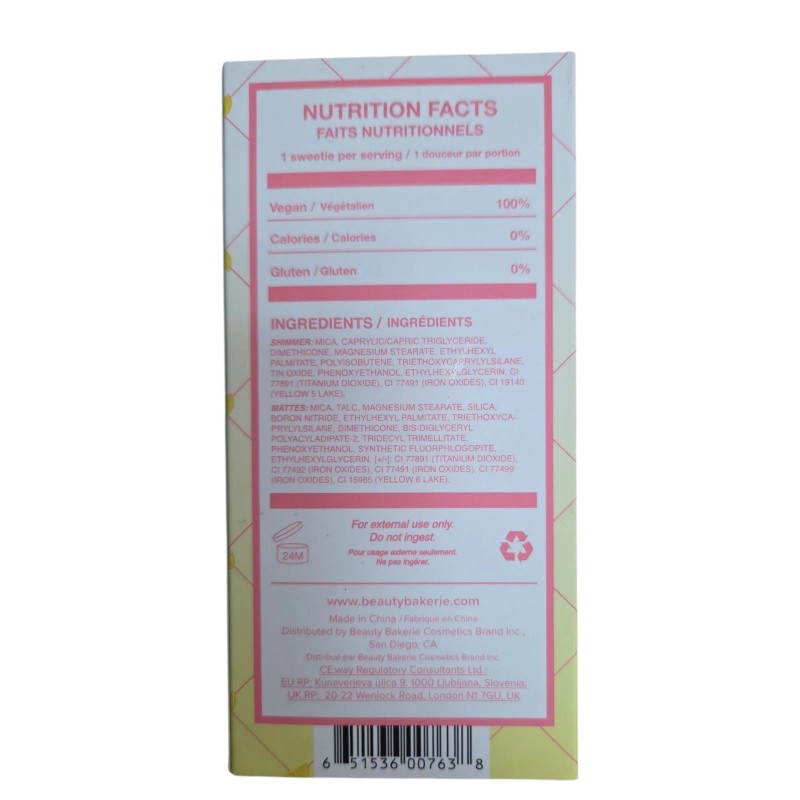 NUTRITION FACTS
FAITS NUTRITIONNELS
1 sweetie per serving / 1 douceur par portion
Vegan / Végétalien 100%
Calories / Calories 0%
Gluten / Gluten 0%
INGREDIENTS / INGRÉDIENTS
SHIMMER: MICA, CAPRYLIC/CAPRIC TRIGLYCERIDE,
DIMETHICONE, MAGNESIUM STEARATE, ETHYLHEXYL
PALMITATE, POLYISOBUTENE, TRIETHOXYCAPRYLYLSILANE,
TIN OXIDE, PHENOXYETHANOL, ETHYLHEXYLGLYCERIN, CI
77891 (TITANIUM DIOXIDE), CI 77491 (IRON OXIDES), CI 19140
(YELLOW 5 LAKE).
MATTES: MICA, TALC, MAGNESIUM STEARATE, SILICA,
BORON NITRIDE, ETHYLHEXYL PALMITATE, TRIETHOXYCA-
PRYLYLSILANE, DIMETHICONE, BIS-DIGLYCERYL
POLYACYLADIPATE-2, TRIDECYL TRIMELLITATE,
PHENOXYETHANOL, SYNTHETIC FLUORPHLOGOPITE,
ETHYLHEXYLGLYCERIN, [+/-]: CI 77891 (TITANIUM DIOXIDE),
CI 77492 (IRON OXIDES), CI 77491 (IRON OXIDES), CI 77499
(IRON OXIDES), CI 15985 (YELLOW 6 LAKE).
For external use only.
Do not ingest.
Pour usage externe seulement.
Ne pas ingérer.
24M
www.beautybakerie.com
Made in China / Fabriqué en Chine
Distributed by Beauty Bakerie Cosmetics Brand Inc.,
San Diego, CA
Distribué par Beauty Bakerie Cosmetics Brand Inc.
CE.way Regulatory Consultants Ltd.:
EU RP: Kunaverjeva ulica 9, 1000 Ljubljana, Slovenia;
UK RP: 20-22 Wenlock Road, London N1 7GU, UK
6 51536 00763 8